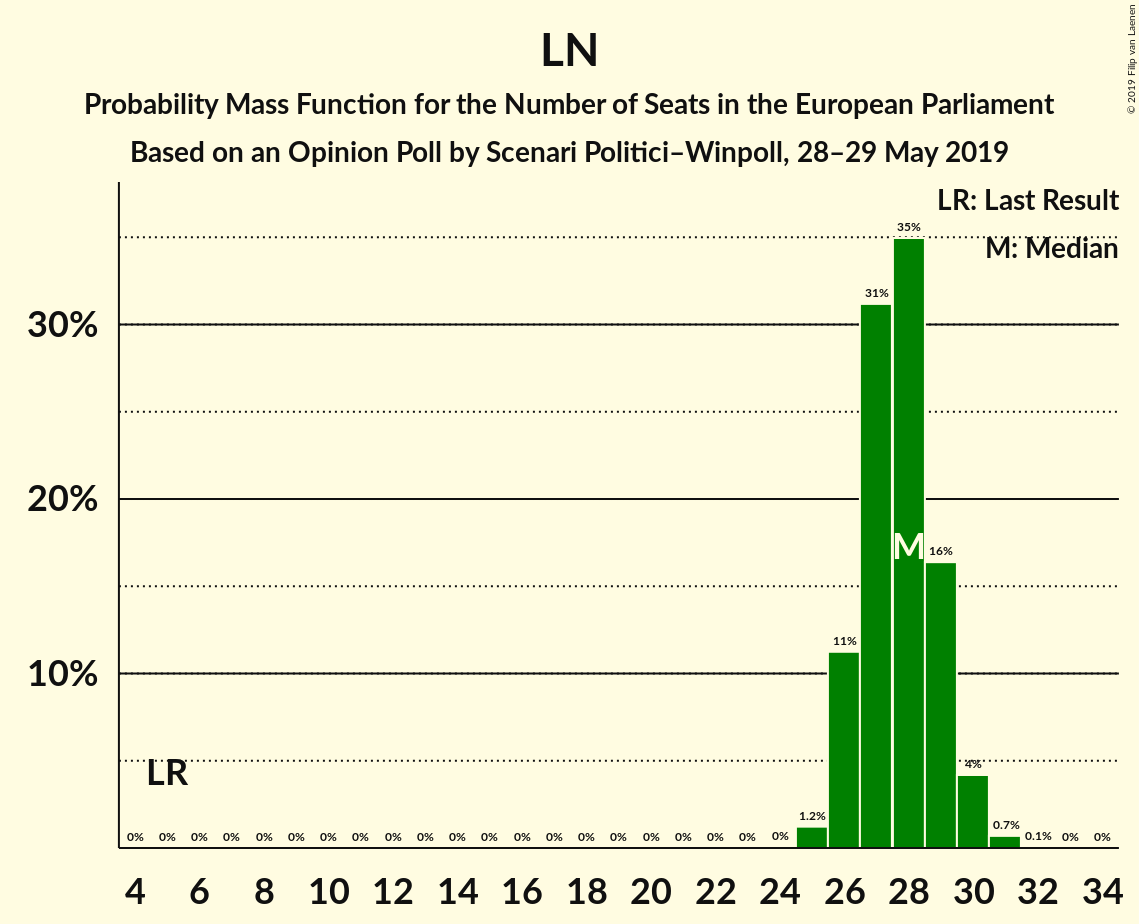 © 2019 Filip van Laenen
LN
Probability Mass Function for the Number of Seats in the European Parliament
Based on an Opinion Poll by Scenari Politici–Winpoll, 28–29 May 2019
LR: Last Result
M: Median
35%
31%
30%
20%
M
16%
11%
10%
LR
4%
1.2%
0.7%
0% 0% 0% 0% 0% 0% 0% 0% 0% 0% 0% 0% 0% 0% 0% 0% 0% 0% 0% 0% 0% 0.1% 0% 0%
4 6 8 10 12 14 16 18 20 22 24 26 28 30 32 34